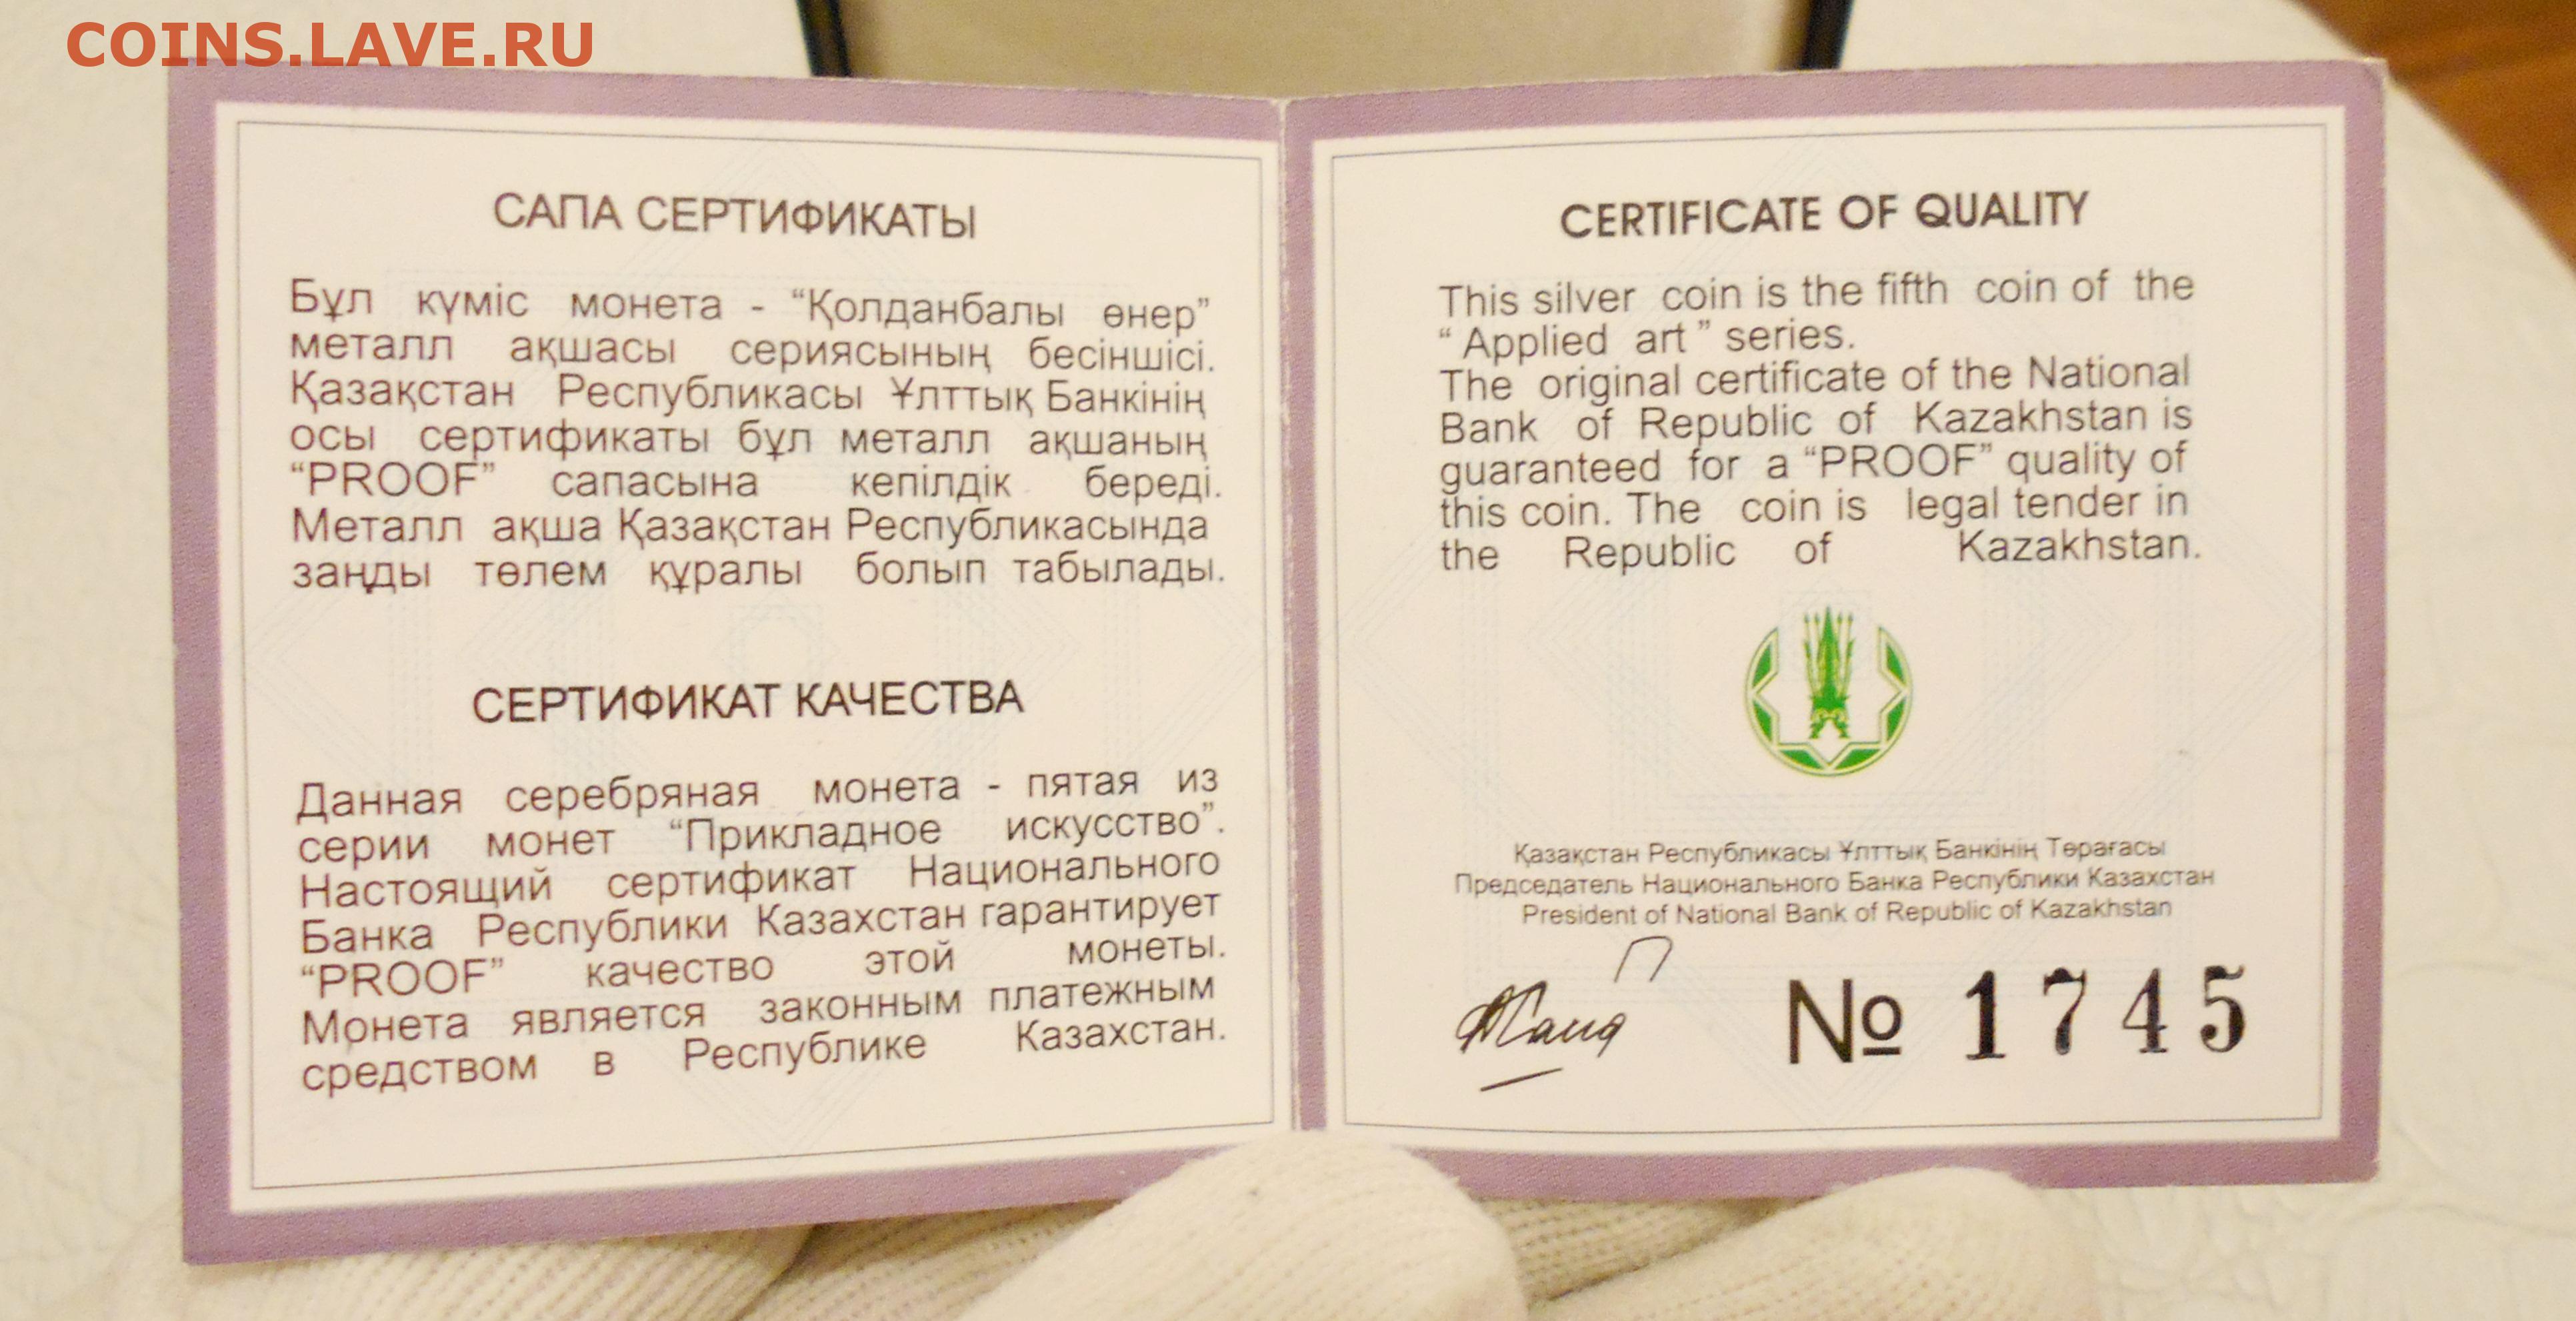 COINS.LAVE.RU
САПА СЕРТИФИКАТЫ
Бұл күміс монета - “Қолданбалы өнер”
металл ақшасы сериясының бесіншісі.
Қазақстан Республикасы Ұлттық Банкінің
осы сертификаты бұл металл ақшаның
“PROOF” сапасына кепілдік береді.
Металл ақша Қазақстан Республикасында
заңды төлем құралы болып табылады.
СЕРТИФИКАТ КАЧЕСТВА
Данная серебряная монета - пятая из
серии монет “Прикладное искусство”.
Настоящий сертификат Национального
Банка Республики Казахстан гарантирует
“PROOF” качество этой монеты.
Монета является законным платежным
средством в Республике Казахстан.
CERTIFICATE OF QUALITY
This silver coin is the fifth coin of the
“ Applied art ” series.
The original certificate of the National
Bank of Republic of Kazakhstan is
guaranteed for a “PROOF” quality of
this coin. The coin is legal tender in
the Republic of Kazakhstan.
Қазақстан Республикасы Ұлттық Банкінің Төрағасы
Председатель Национального Банка Республики Казахстан
President of National Bank of Republic of Kazakhstan
№ 1745